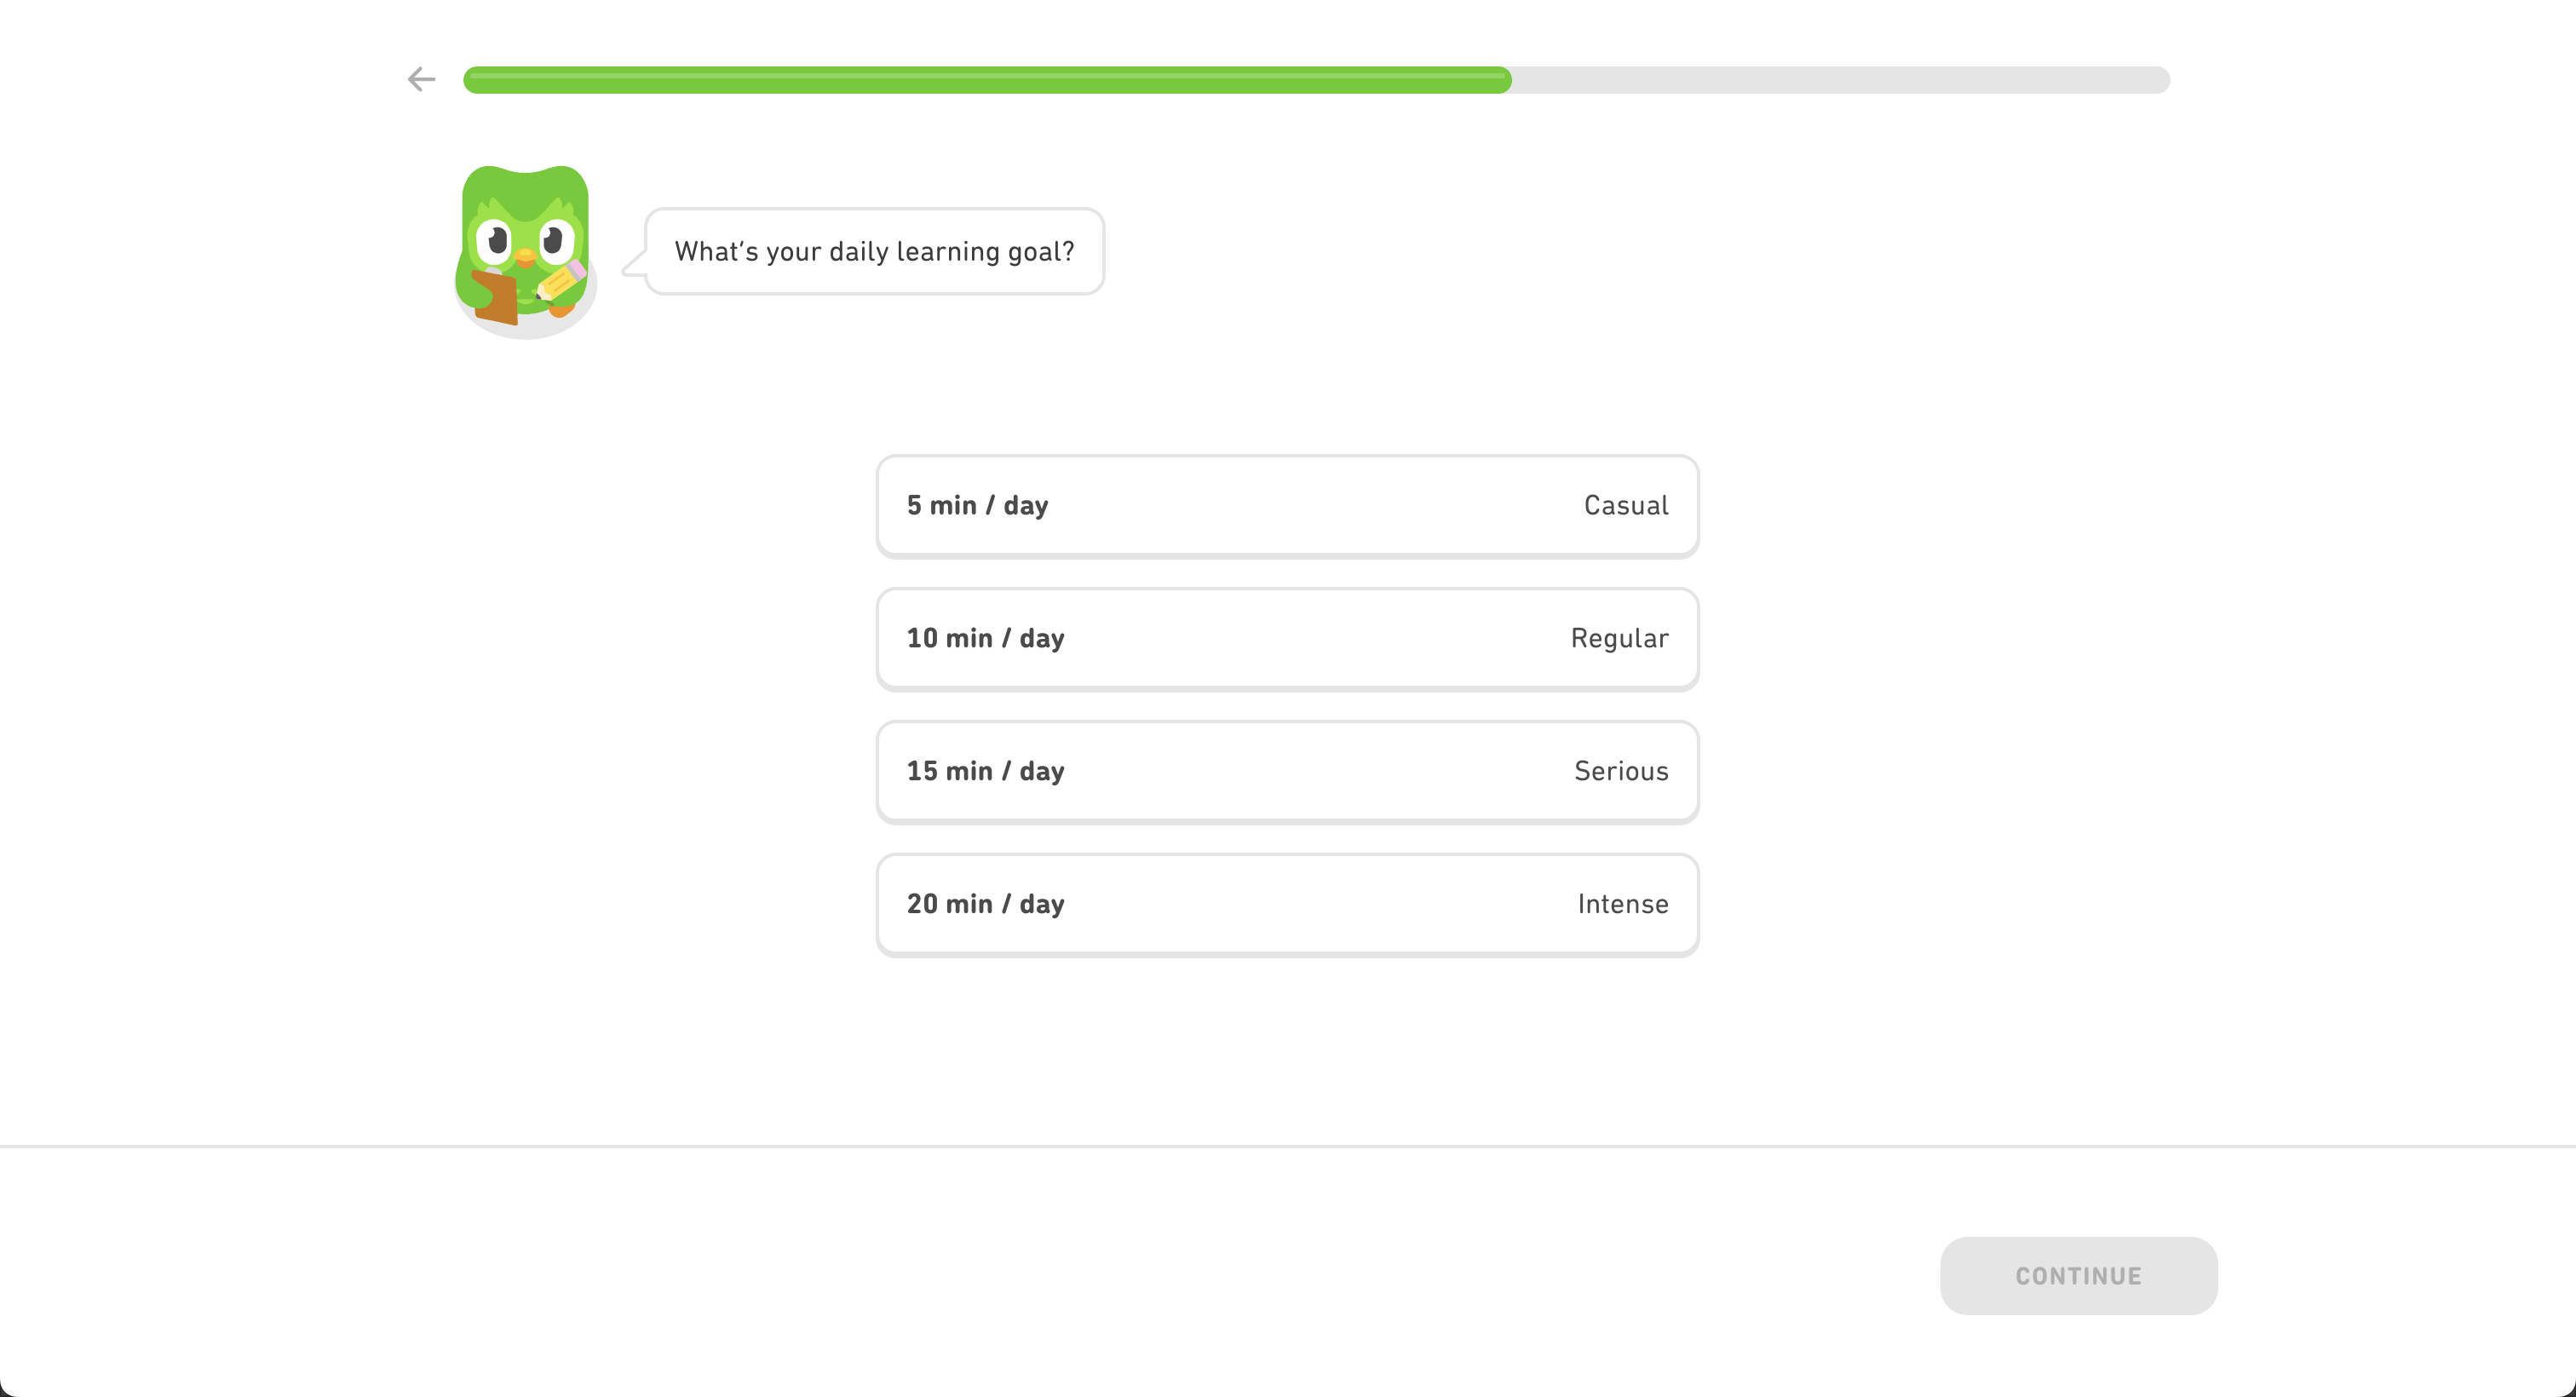 What's your daily learning goal?
5 min / day Casual
10 min / day Regular
15 min / day Serious
20 min / day Intense
CONTINUE